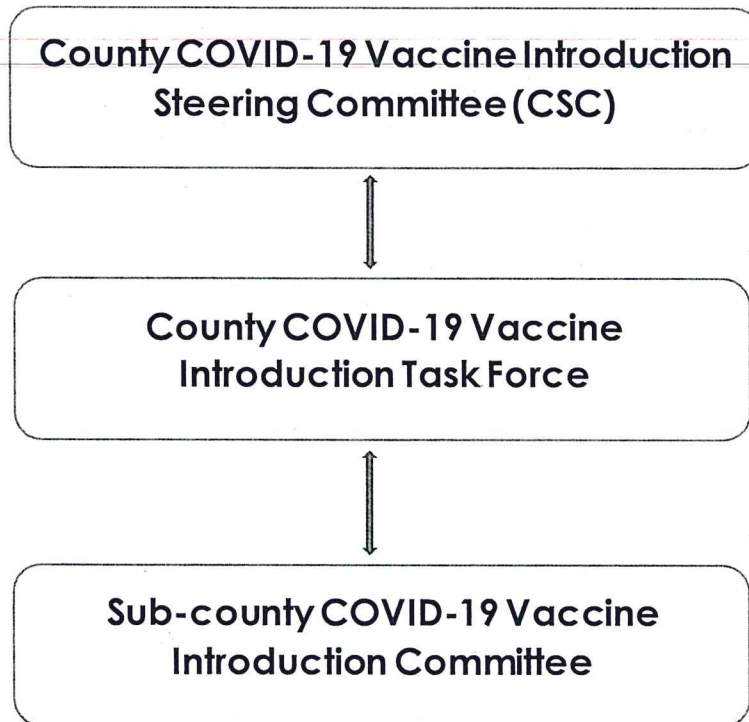 County COVID-19 Vaccine Introduction
Steering Committee (CSC)
County COVID-19 Vaccine
Introduction Task Force
Sub-county COVID-19 Vaccine
Introduction Committee